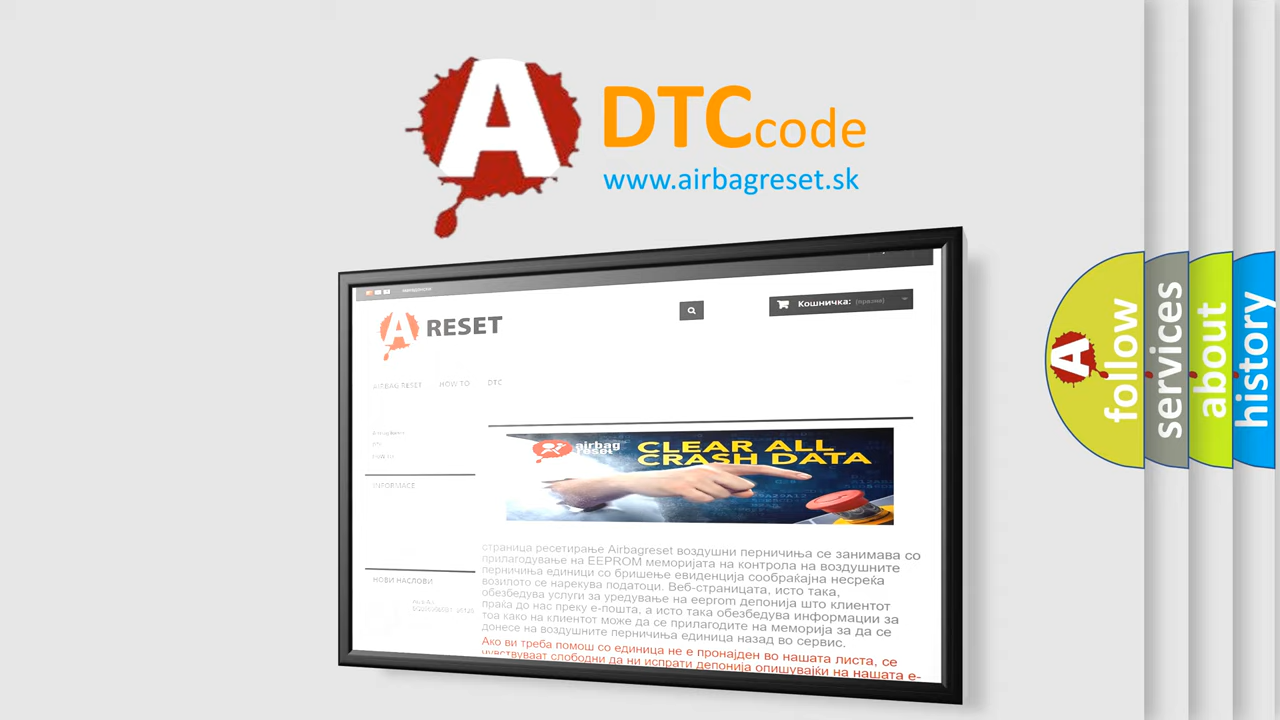 A
DTC code
www.airbagreset.sk
A RESET
Кошничка: (празни)
AIRBAG RESET HOW TO DTC
INFORMACE
airbag reset
CLEAR ALL
CRASH DATA
страница ресетирање Airbagreset воздушни перничиња се занимава со
прилагодување на EEPROM меморијата на контрола на воздушните
перничиња единици со бришење евиденција сообраќајна несреќа
возилото се нарекува податоци. Веб-страницата, исто така,
обезбедува услуги за уредување на eeprom депонија што клиентот
праќа до нас преку е-пошта, а исто така обезбедува информации за
тоа како на клиентот може да се прилагодите на меморија за да се
донесе на воздушните перничиња единица назад во сервис.
Ако ви треба помош со единица не е пронајден во нашата листа, се
чувствуваат слободни да ни испрати депонија опишувајќи на нашата е-
НОВИ НАСЛОВИ
A
follow
services
about
history